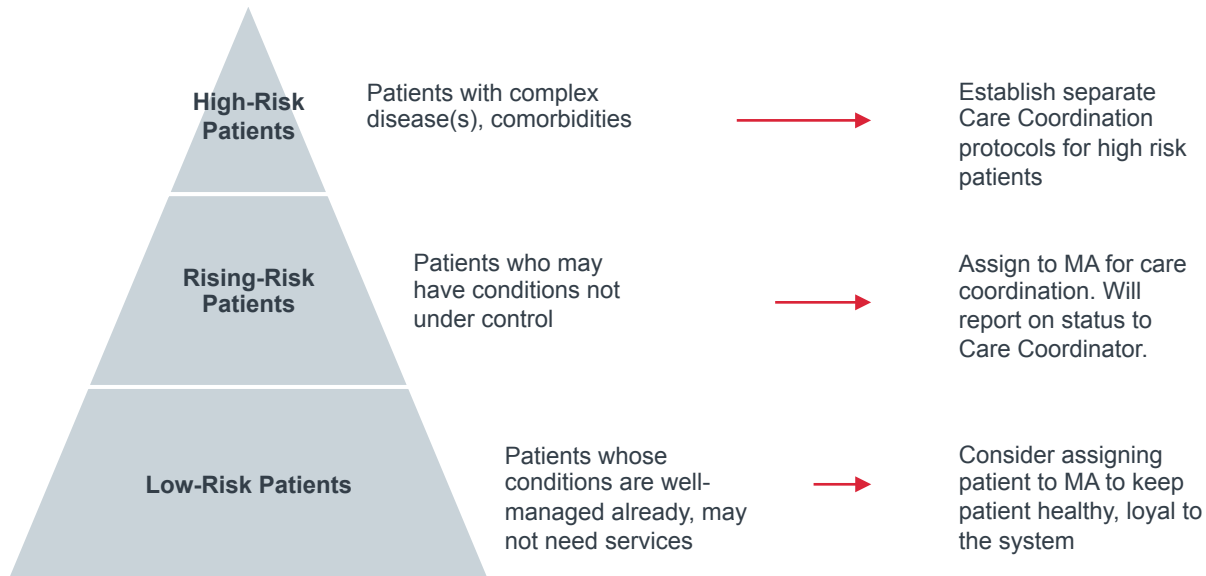 High-Risk
Patients
Patients with complex
disease(s), comorbidities
Establish separate
Care Coordination
protocols for high risk
patients
Rising-Risk
Patients
Patients who may
have conditions not
under control
Assign to MA for care
coordination. Will
report on status to
Care Coordinator.
Low-Risk Patients
Patients whose
conditions are well-
managed already, may
not need services
Consider assigning
patient to MA to keep
patient healthy, loyal to
the system